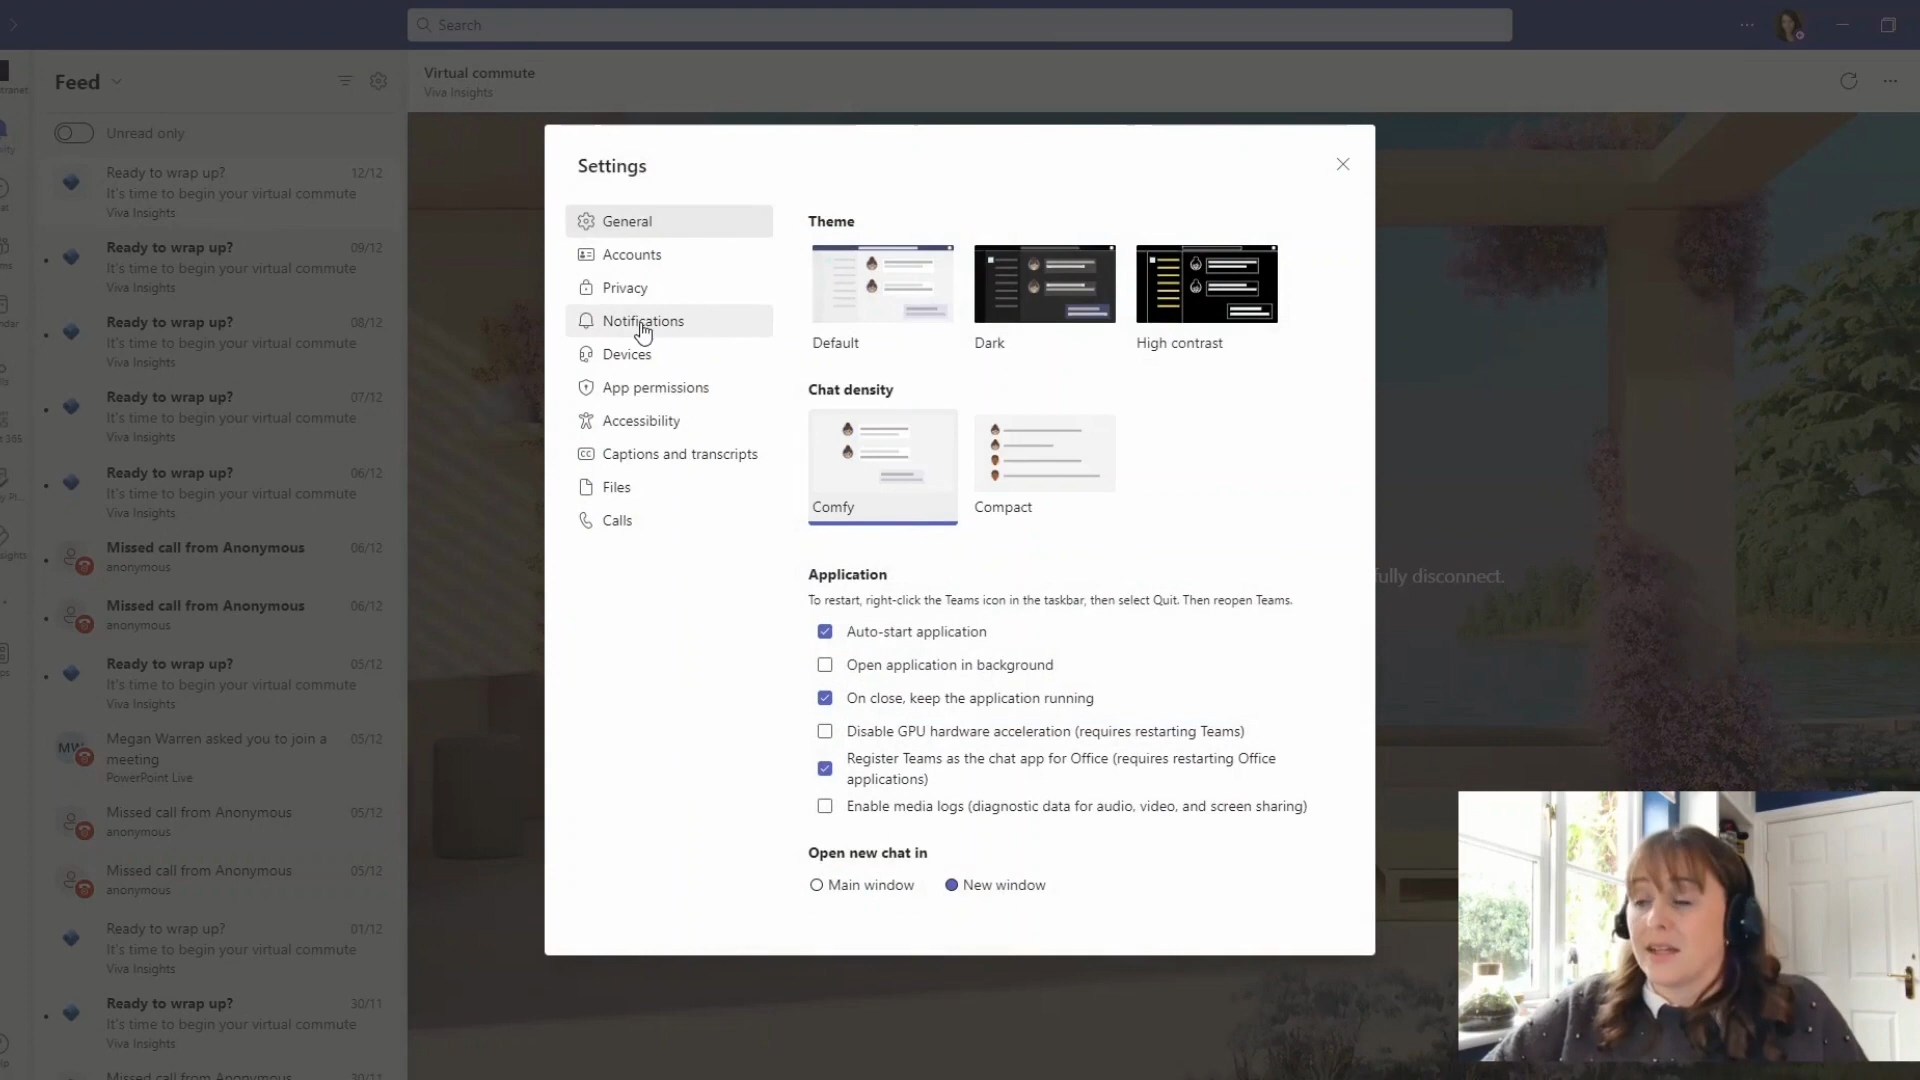 Search
Feed
Unread only
Ready to wrap up? 12/12
It's time to begin your virtual commute
Viva Insights
Ready to wrap up? 09/12
It's time to begin your virtual commute
Viva Insights
Ready to wrap up? 08/12
It's time to begin your virtual commute
Viva Insights
Ready to wrap up? 07/12
It's time to begin your virtual commute
Viva Insights
Ready to wrap up? 06/12
It's time to begin your virtual commute
Viva Insights
Missed call from Anonymous 06/12
anonymous
Missed call from Anonymous 06/12
anonymous
Ready to wrap up? 05/12
It's time to begin your virtual commute
Viva Insights
MW
Megan Warren asked you to join a 05/12
meeting
PowerPoint Live
Missed call from Anonymous 05/12
anonymous
Missed call from Anonymous 05/12
anonymous
Ready to wrap up? 01/12
It's time to begin your virtual commute
Viva Insights
Ready to wrap up? 30/11
It's time to begin your virtual commute
Viva Insights
Missed call from Anonymous 30/11
Virtual commute
Viva Insights
Settings
General
Accounts
Privacy
Notifications
Devices
App permissions
Accessibility
CC Captions and transcripts
Files
Calls
Theme
Default
Dark
High contrast
Chat density
Comfy
Compact
Application
To restart, right-click the Teams icon in the taskbar, then select Quit. Then reopen Teams.
Auto-start application
Open application in background
On close, keep the application running
Disable GPU hardware acceleration (requires restarting Teams)
Register Teams as the chat app for Office (requires restarting Office
applications)
Enable media logs (diagnostic data for audio, video, and screen sharing)
Open new chat in
Main window
New window
fully disconnect.